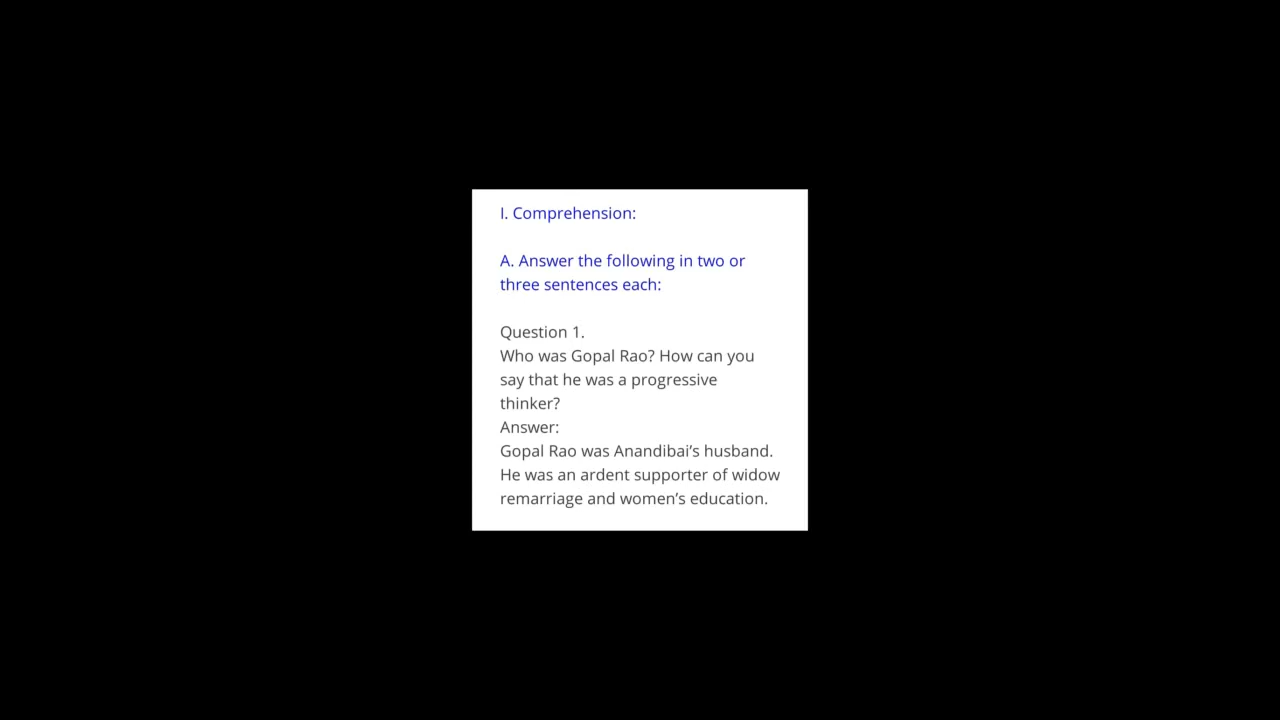 I. Comprehension:
A. Answer the following in two or
three sentences each:
Question 1.
Who was Gopal Rao? How can you
say that he was a progressive
thinker?
Answer:
Gopal Rao was Anandibai’s husband.
He was an ardent supporter of widow
remarriage and women’s education.